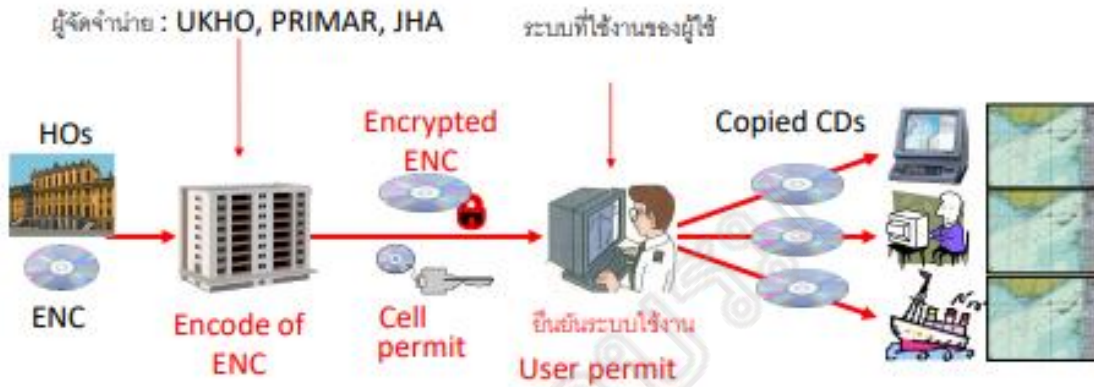 ผู้จัดจำน่าย : UKHO, PRIMAR, JHA
ระบบที่ใช้งานของผู้ใช้
HOs
Encrypted
ENC
Copied CDs
ENC
Encode of
ENC
Cell
permit
ยืนยันระบบใช้งาน
User permit